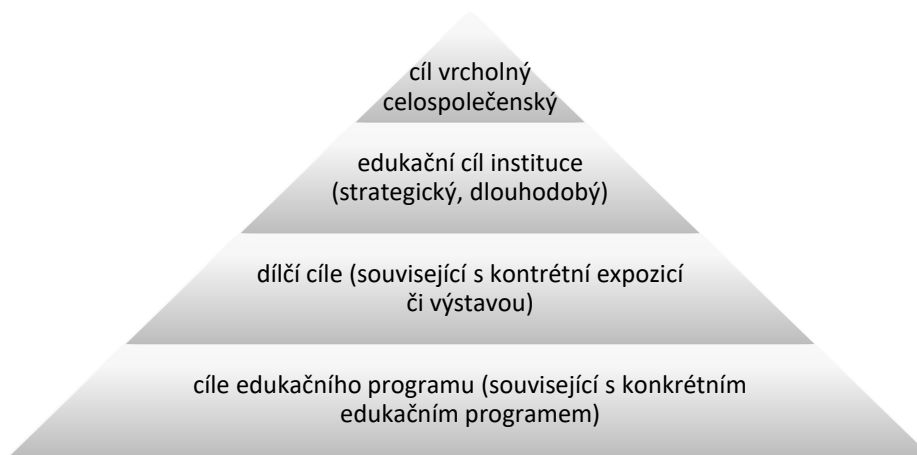 cíl vrcholný
celospolečenský
edukační cíl instituce
(strategický, dlouhodobý)
dílčí cíle (související s kontrétní expozicí
či výstavou)
cíle edukačního programu (související s konkrétním
edukačním programem)